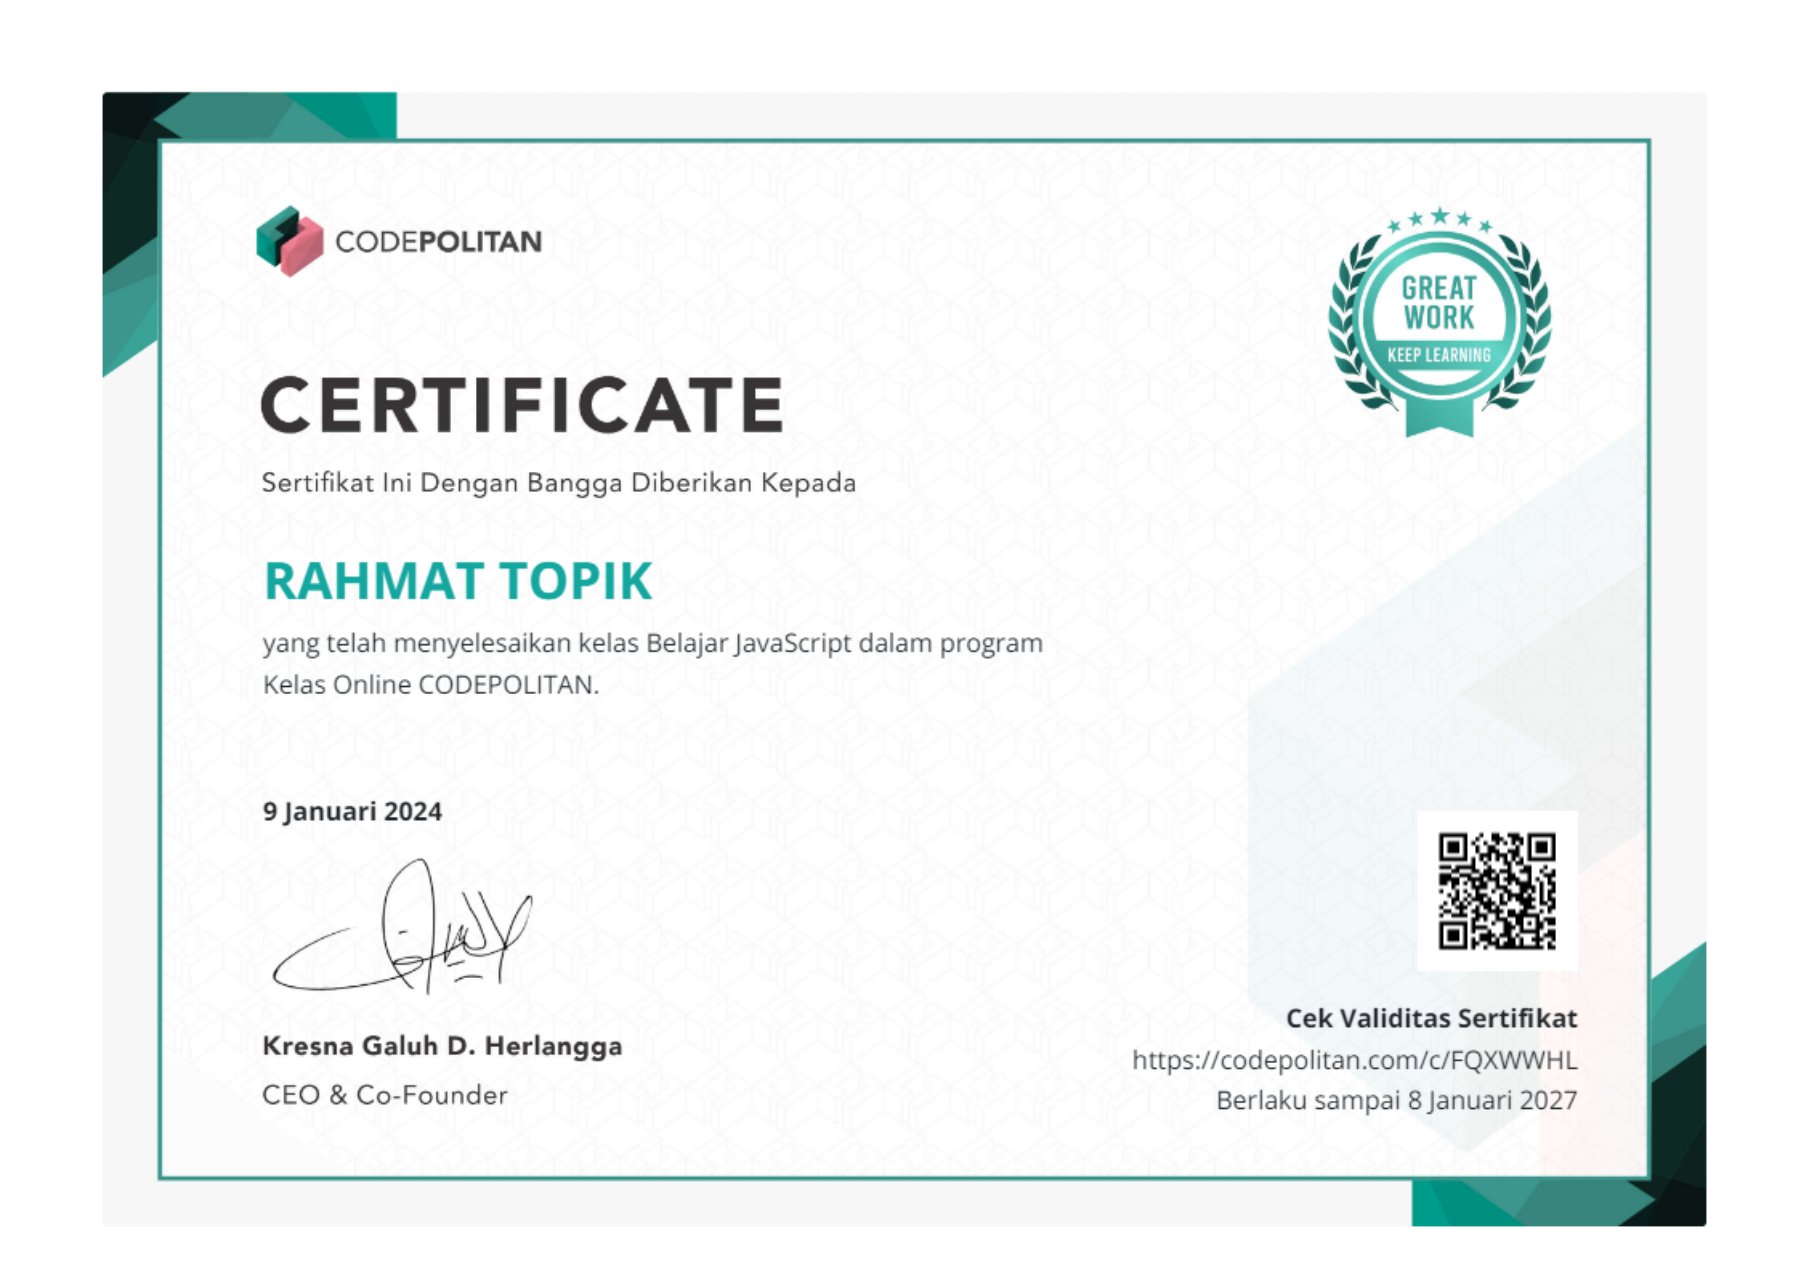 CODEPOLITAN
GREAT
WORK
KEEP LEARNING
CERTIFICATE
Sertifikat Ini Dengan Bangga Diberikan Kepada
RAHMAT TOPIK
yang telah menyelesaikan kelas Belajar JavaScript dalam program
Kelas Online CODEPOLITAN.
9 Januari 2024
Kresna Galuh D. Herlangga
CEO & Co-Founder
Cek Validitas Sertifikat
https://codepolitan.com/c/FQXWWHL
Berlaku sampai 8 Januari 2027